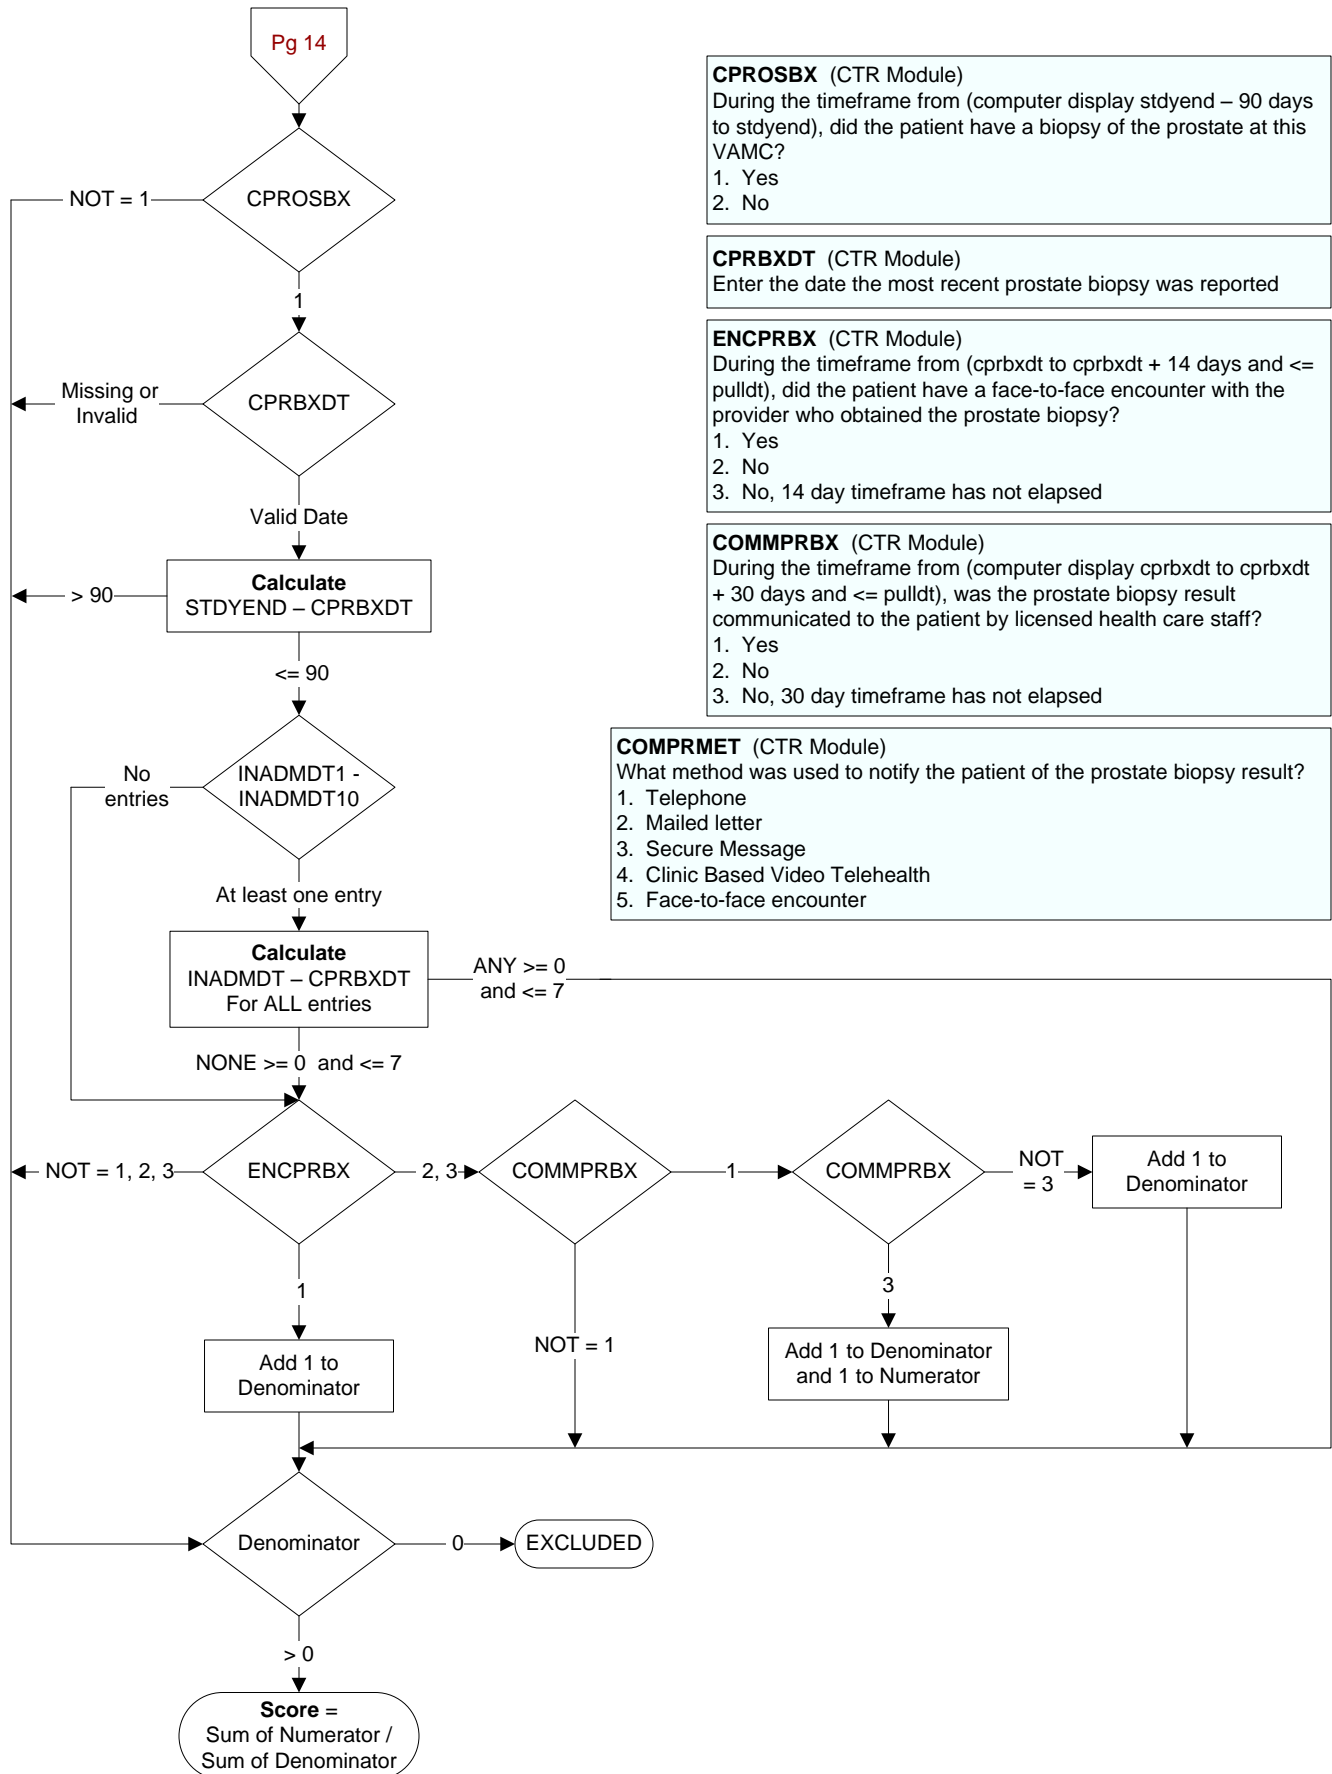 Pg 14
CPROSBX (CTR Module)
During the timeframe from (computer display stdyend – 90 days
to stdyend), did the patient have a biopsy of the prostate at this
VAMC?
1. Yes
2. No
CPRBXDT (CTR Module)
Enter the date the most recent prostate biopsy was reported
ENCPRBX (CTR Module)
During the timeframe from (cprbxdt to cprbxdt + 14 days and <=
pulldt), did the patient have a face-to-face encounter with the
provider who obtained the prostate biopsy?
1. Yes
2. No
3. No, 14 day timeframe has not elapsed
COMMPRBX (CTR Module)
During the timeframe from (computer display cprbxdt to cprbxdt
+ 30 days and <= pulldt), was the prostate biopsy result
communicated to the patient by licensed health care staff?
1. Yes
2. No
3. No, 30 day timeframe has not elapsed
COMPRMET (CTR Module)
What method was used to notify the patient of the prostate biopsy result?
1. Telephone
2. Mailed letter
3. Secure Message
4. Clinic Based Video Telehealth
5. Face-to-face encounter
NOT = 1
CPROSBX
1
Missing or
Invalid
CPRBXDT
Valid Date
> 90
Calculate
STDYEND – CPRBXDT
<= 90
No
entries
INADMDT1 -
INADMDT10
At least one entry
Calculate
INADMDT – CPRBXDT
For ALL entries
ANY >= 0
and <= 7
NONE >= 0 and <= 7
NOT = 1, 2, 3
ENCPRBX
2, 3
COMMPRBX
1
COMMPRBX
NOT
= 3
Add 1 to
Denominator
1
NOT = 1
3
Add 1 to
Denominator
Add 1 to Denominator
and 1 to Numerator
Denominator
0
EXCLUDED
> 0
Score =
Sum of Numerator /
Sum of Denominator